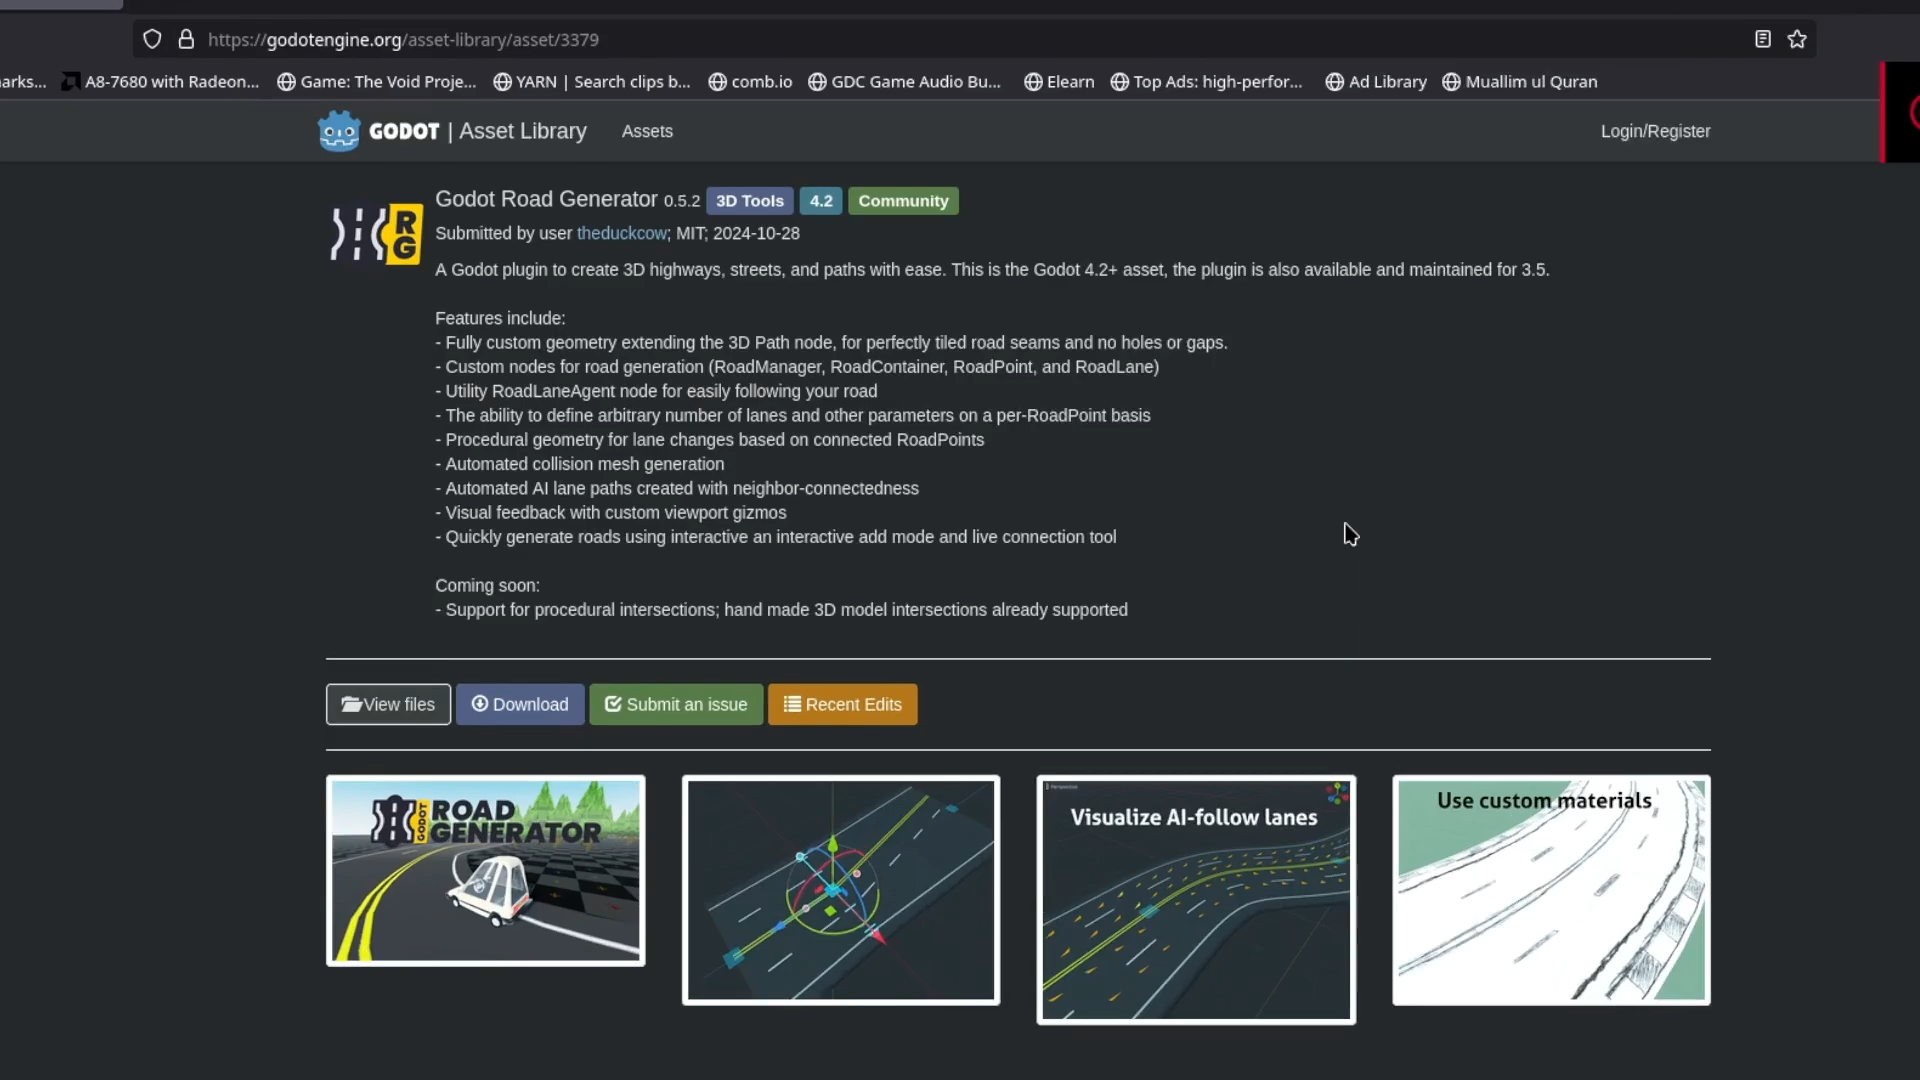 https://godotengine.org/asset-library/asset/3379
arks... A8-7680 with Radeon... Game: The Void Proje... YARN | Search clips b... comb.io GDC Game Audio Bu... Elearn Top Ads: high-perfor... Ad Library Muallim ul Quran
GODOT | Asset Library Assets Login/Register
Godot Road Generator 0.5.2 3D Tools 4.2 Community
RG
Submitted by user theduckcow; MIT; 2024-10-28
A Godot plugin to create 3D highways, streets, and paths with ease. This is the Godot 4.2+ asset, the plugin is also available and maintained for 3.5.
Features include:
- Fully custom geometry extending the 3D Path node, for perfectly tiled road seams and no holes or gaps.
- Custom nodes for road generation (RoadManager, RoadContainer, RoadPoint, and RoadLane)
- Utility RoadLaneAgent node for easily following your road
- The ability to define arbitrary number of lanes and other parameters on a per-RoadPoint basis
- Procedural geometry for lane changes based on connected RoadPoints
- Automated collision mesh generation
- Automated AI lane paths created with neighbor-connectedness
- Visual feedback with custom viewport gizmos
- Quickly generate roads using interactive an interactive add mode and live connection tool
Coming soon:
- Support for procedural intersections; hand made 3D model intersections already supported
View files Download Submit an issue Recent Edits
GODOT ROAD
GENERATOR
Visualize AI-follow lanes
Use custom materials